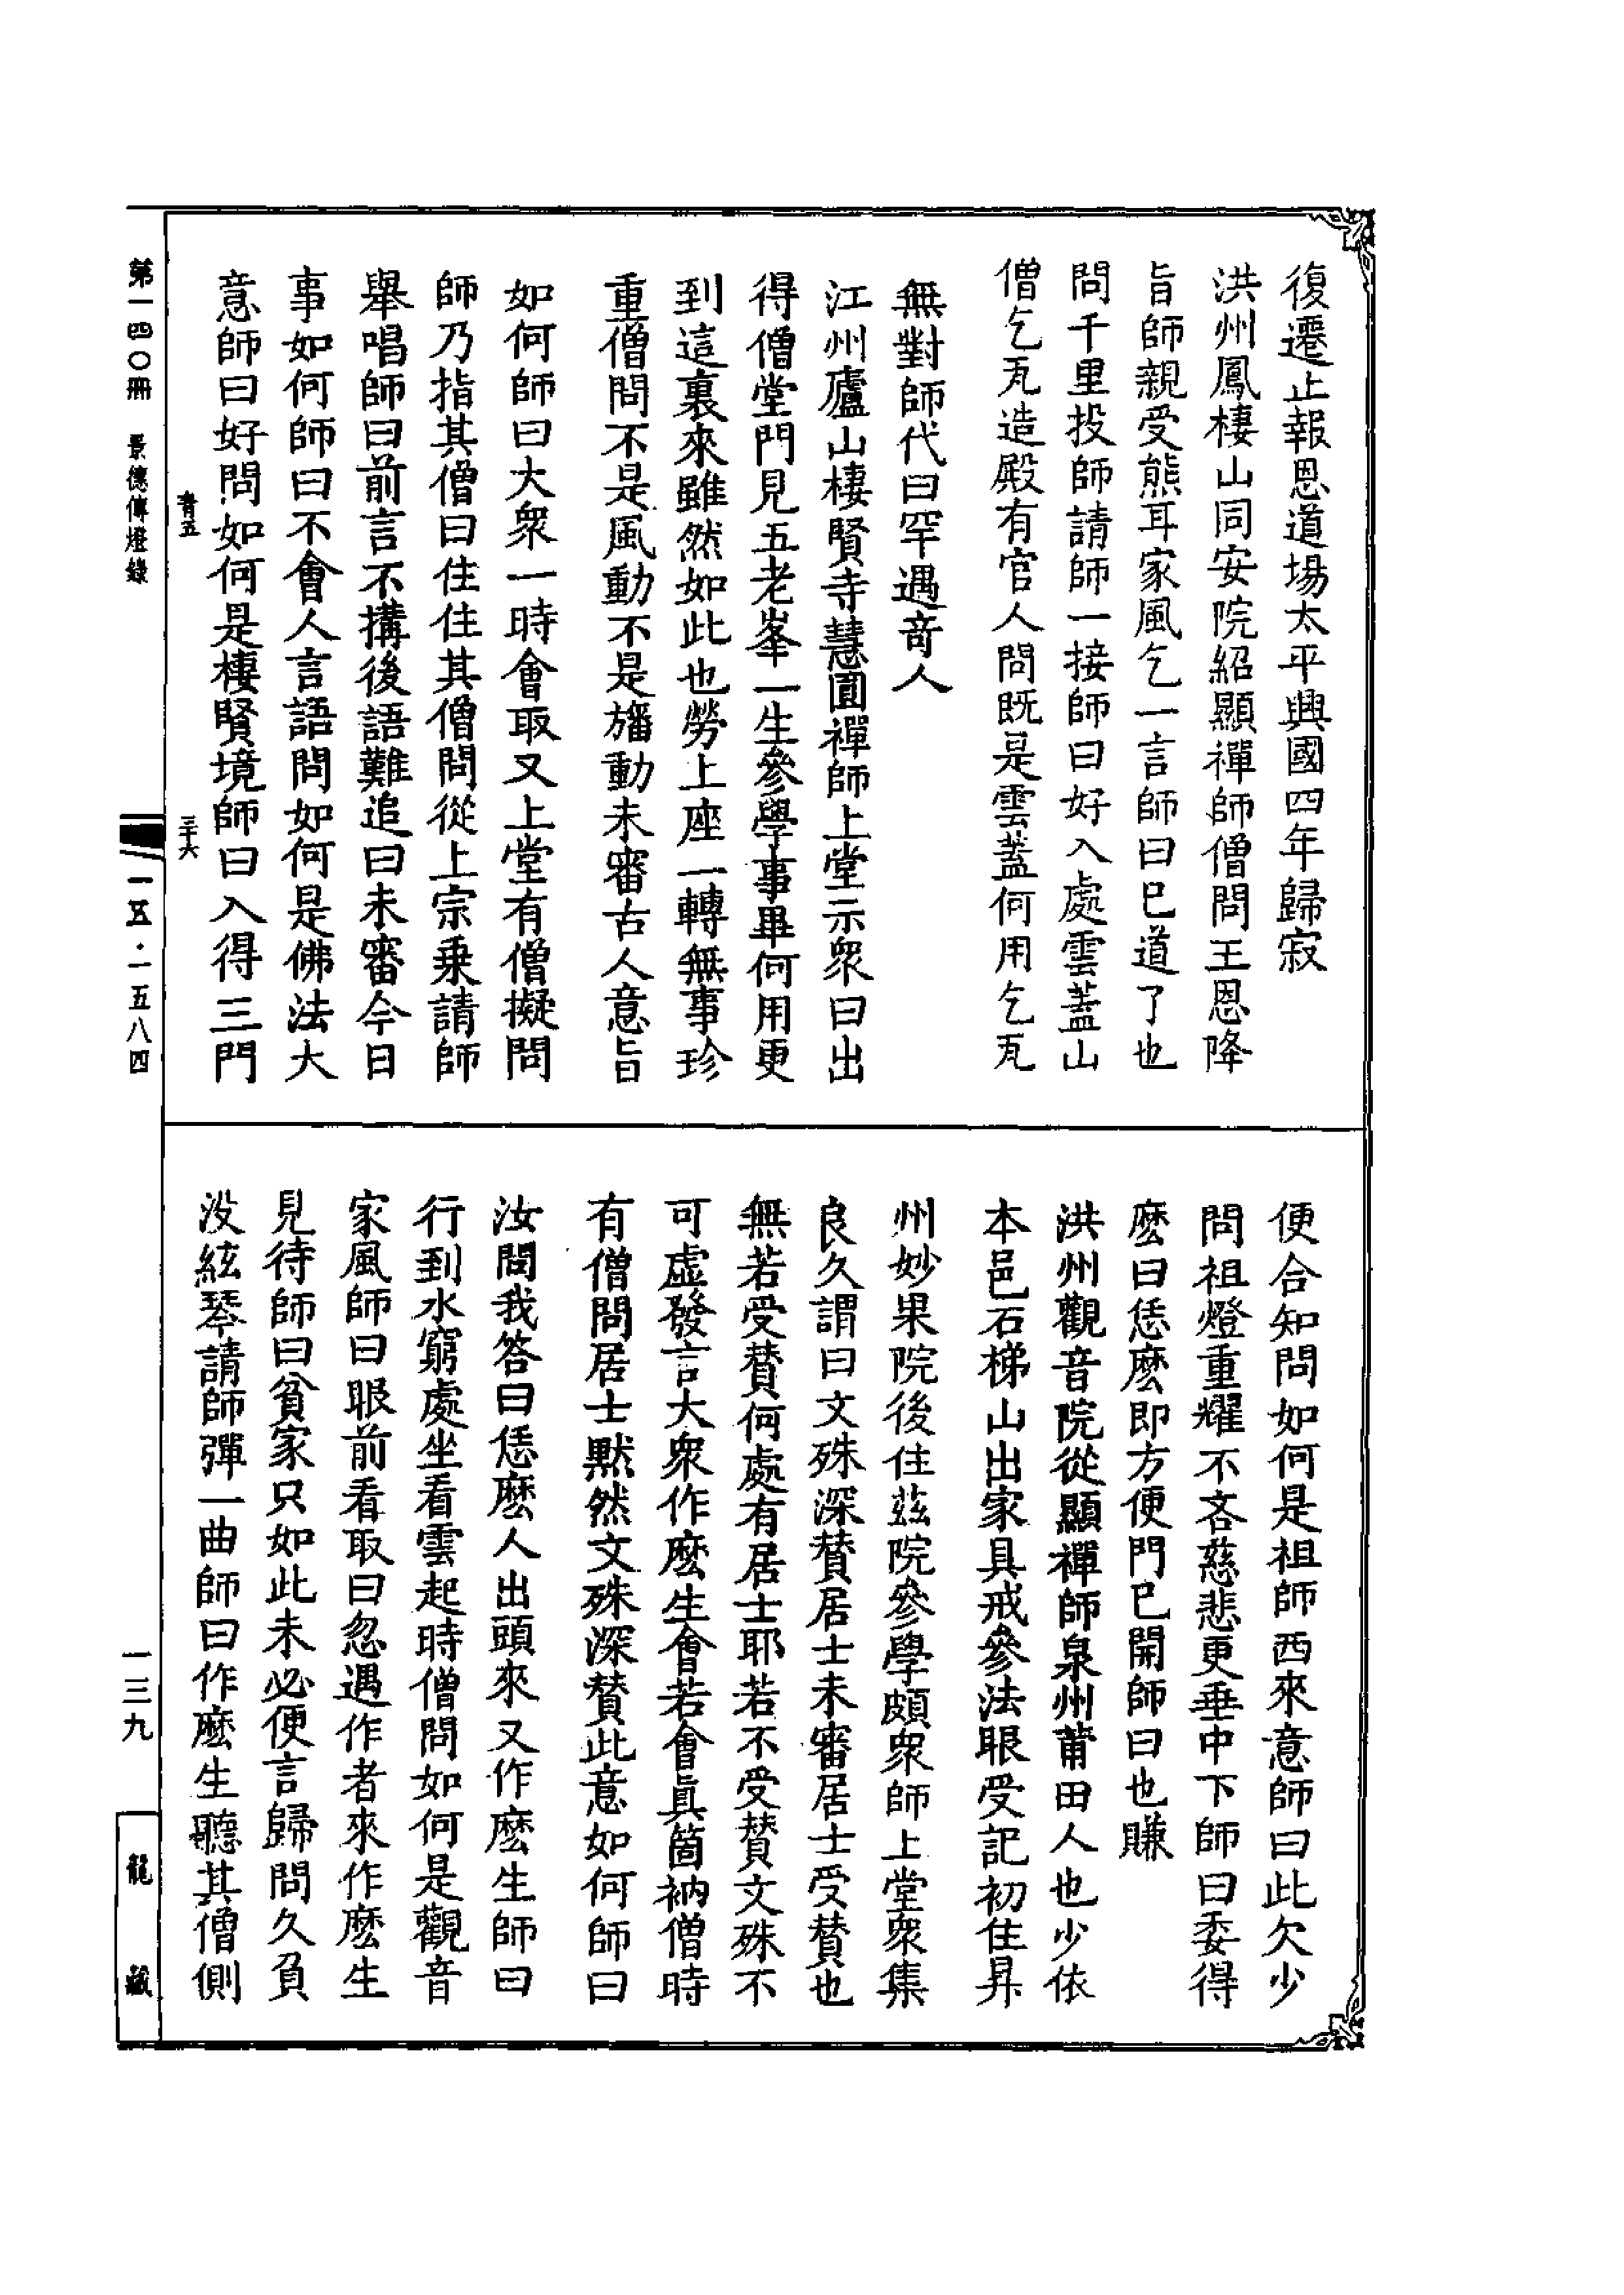 復遷止報恩道場太平興國四年歸寂
洪州鳳棲山同安院紹顯禪師僧問王恩降
旨師親受熊耳家風乞一言師曰已道了也
問千里投師請師一接師曰好入處雲蓋山
僧乞瓦造殿有官人問既是雲蓋何用乞瓦
無對師代曰罕遇竒人
江州廬山棲賢寺慧圓禪師上堂示衆曰出
得僧堂門見五老峯一生參學事畢何用更
到這裏來雖然如此也勞上座一轉無事珍
重僧問不是風動不是旛動未審古人意旨
如何師曰大衆一時會取又上堂有僧擬問
師乃指其僧曰住住其僧問從上宗乗請師
舉唱師曰前言不搆後語難追曰未審今日
事如何師曰不會人言語問如何是佛法大
意師曰好問如何是棲賢境師曰入得三門
便合知問如何是祖師西來意師曰此欠少
問祖燈重耀不吝慈悲更垂中下師曰委得
麽曰恁麽即方便門已開師曰也賺
洪州觀音院從顯禪師泉州莆田人也少依
本邑石梯山出家具戒參法眼受記初住昇
州妙果院後住茲院參學頗衆師上堂衆集
良久謂曰文殊深賛居士未審居士受賛也
無若受賛何處有居士耶若不受賛文殊不
可虛發言大衆作麽生會若會眞箇衲僧時
有僧問居士默然文殊深賛此意如何師曰
汝問我答曰恁麽人出頭來又作麽生師曰
行到水窮處坐看雲起時僧問如何是觀音
家風師曰眼前看取曰忽遇作者來作麽生
見待師曰貧家只如此未必便言歸問久負
没絃琴請師彈一曲師曰作麽生聽其僧側
青五
三十六
第一四〇冊 景德傳燈錄
一五五·一五八四
一三九
龍藏